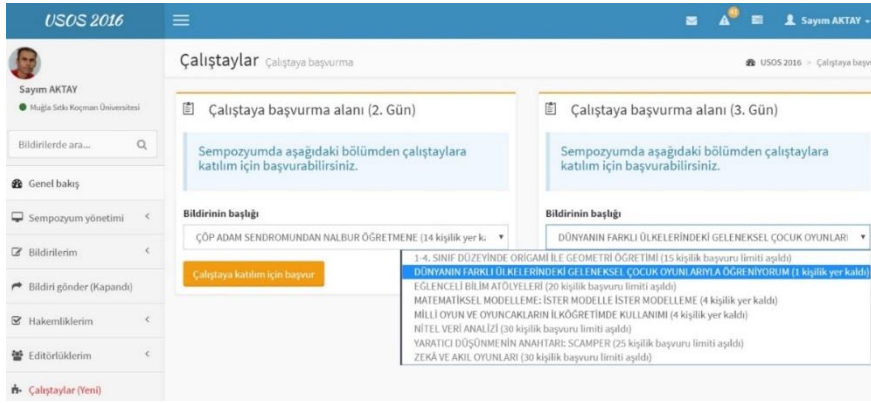 USOS 2016
Sayım AKTAY
Sayım AKTAY
Muğla Sıtkı Koçman Üniversitesi
Bildirilerde ara...
Genel bakış
Sempozyum yönetimi
Bildirilerim
Bildiri gönder (Kapandı)
Hakemliklerim
Editörlüklerim
Çalıştaylar (Yeni)
Çalıştaylar Çalıştaya başvurma
USOS 2016 > Çalıştaya başvu
Çalıştaya başvurma alanı (2. Gün)
Sempozyumda aşağıdaki bölümden çalıştaylara
katılım için başvurabilirsiniz.
Bildirinin başlığı
ÇÖP ADAM SENDROMUNDAN NALBUR ÖĞRETMENE (14 kişilik yer k
Çalıştaya katılım için başvur
Çalıştaya başvurma alanı (3. Gün)
Sempozyumda aşağıdaki bölümden çalıştaylara
katılım için başvurabilirsiniz.
Bildirinin başlığı
DÜNYANIN FARKLI ÜLKELERİNDEKİ GELENEKSEL ÇOCUK OYUNLARI
1-4. SINIF DÜZEYİNDE ORİGAMİ İLE GEOMETRİ ÖĞRETİMİ (15 kişilik başvuru limiti aşıldı)
DÜNYANIN FARKLI ÜLKELERİNDEKİ GELENEKSEL ÇOCUK OYUNLARIYLA ÖĞRENİYORUM (1 kişilik yer kaldı)
EĞLENCELİ BİLİM ATÖLYELERİ (20 kişilik başvuru limiti aşıldı)
MATEMATİKSEL MODELLEME: İSTER MODELLE İSTER MODELLEME (4 kişilik yer kaldı)
MİLLİ OYUN VE OYUNCAKLARIN İLKÖĞRETİMDE KULLANIMI (4 kişilik yer kaldı)
NİTEL VERİ ANALİZİ (30 kişilik başvuru limiti aşıldı)
YARATICI DÜŞÜNMENİN ANAHTARI: SCAMPER (25 kişilik başvuru limiti aşıldı)
ZEKÂ VE AKIL OYUNLARI (30 kişilik başvuru limiti aşıldı)